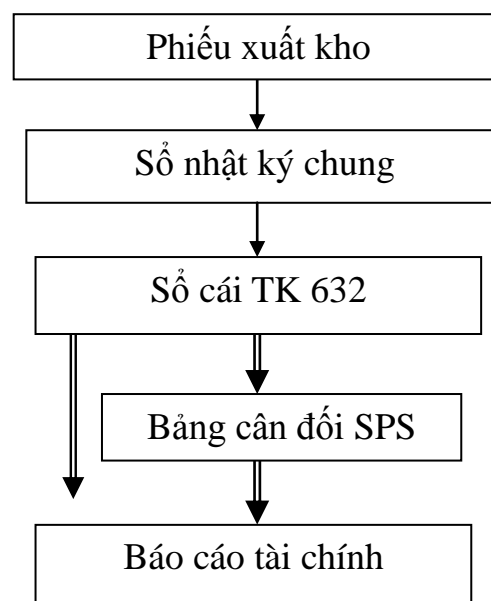 Phiếu xuất kho
Sổ nhật ký chung
Sổ cái TK 632
Bảng cân đối SPS
Báo cáo tài chính